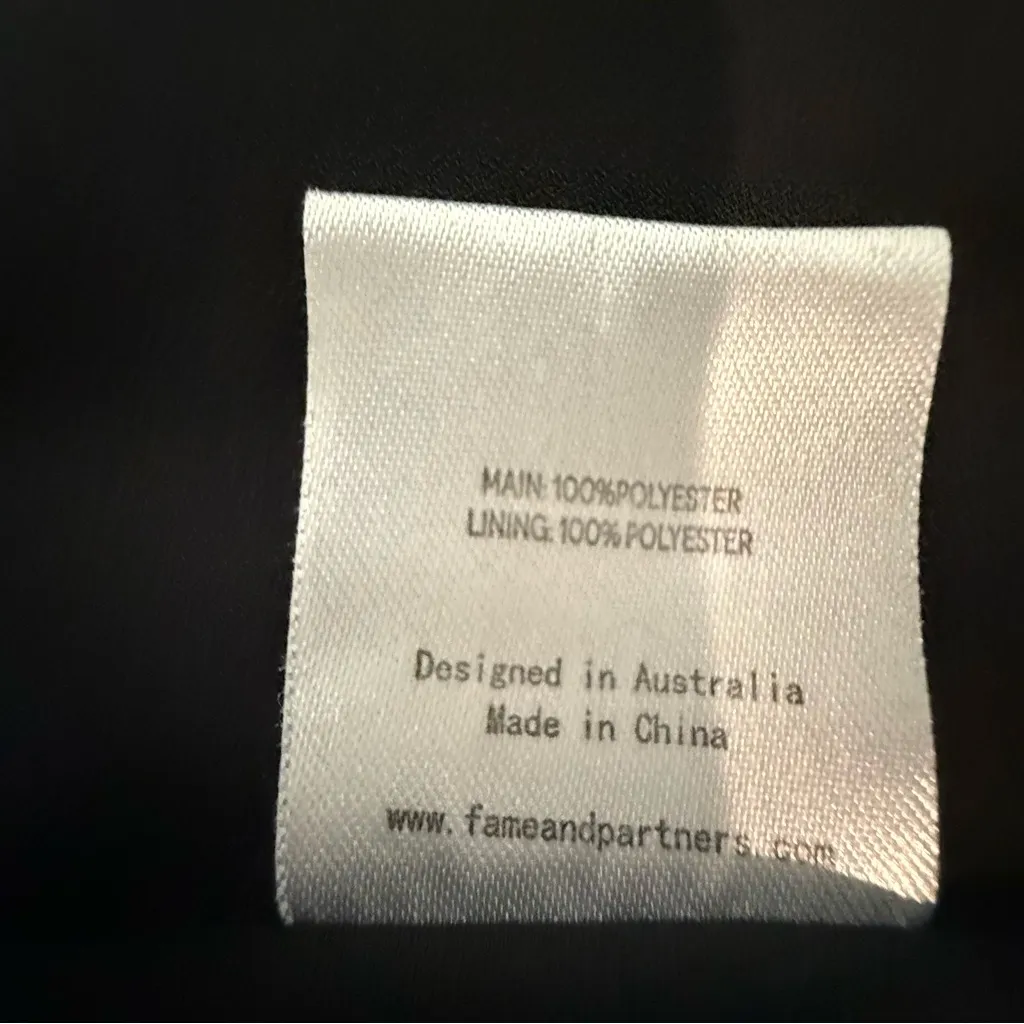 MAIN: 100%POLYESTER
LINING: 100% POLYESTER
Designed in Australia
Made in China
www.fameandpartners.com